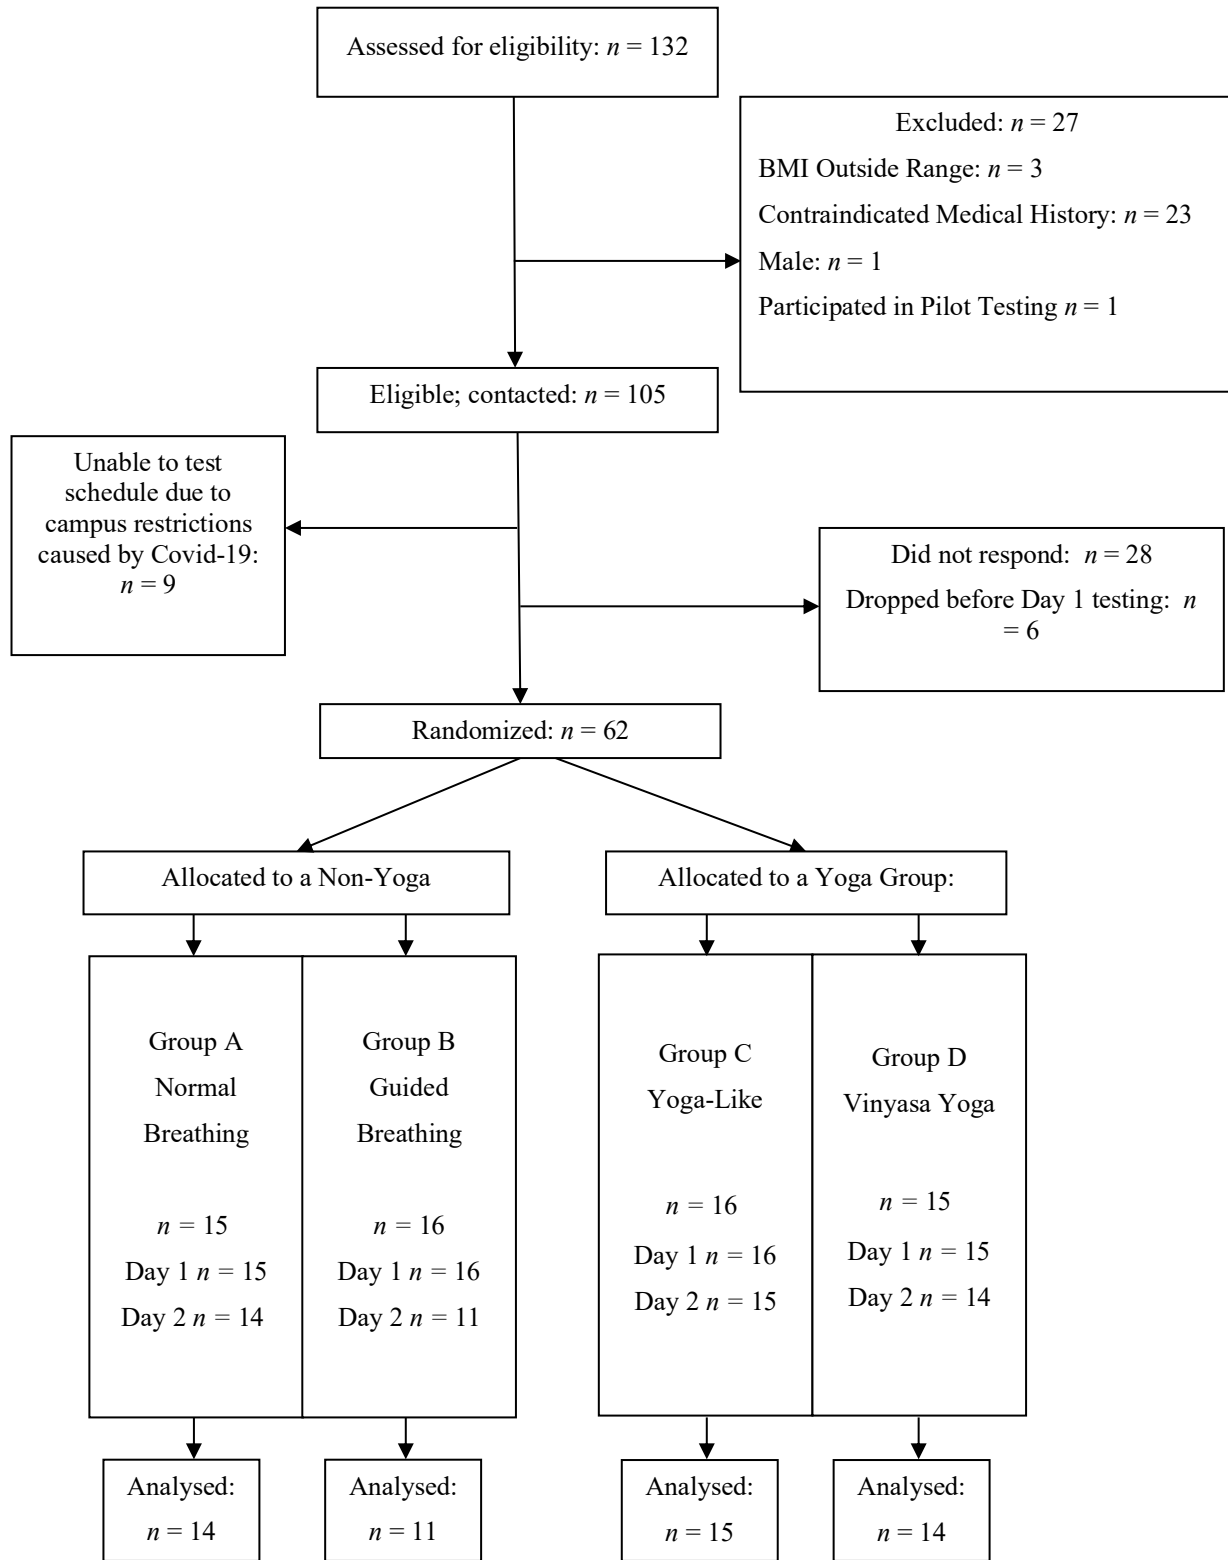 Assessed for eligibility: n = 132
Excluded: n = 27
BMI Outside Range: n = 3
Contraindicated Medical History: n = 23
Male: n = 1
Participated in Pilot Testing n = 1
Eligible; contacted: n = 105
Unable to test
schedule due to
campus restrictions
caused by Covid-19:
n = 9
Did not respond: n = 28
Dropped before Day 1 testing: n
= 6
Randomized: n = 62
Allocated to a Non-Yoga
Allocated to a Yoga Group:
Group A
Normal
Breathing
n = 15
Day 1 n = 15
Day 2 n = 14
Group B
Guided
Breathing
n = 16
Day 1 n = 16
Day 2 n = 11
Group C
Yoga-Like
n = 16
Day 1 n = 16
Day 2 n = 15
Group D
Vinyasa Yoga
n = 15
Day 1 n = 15
Day 2 n = 14
Analysed:
n = 14
Analysed:
n = 11
Analysed:
n = 15
Analysed:
n = 14